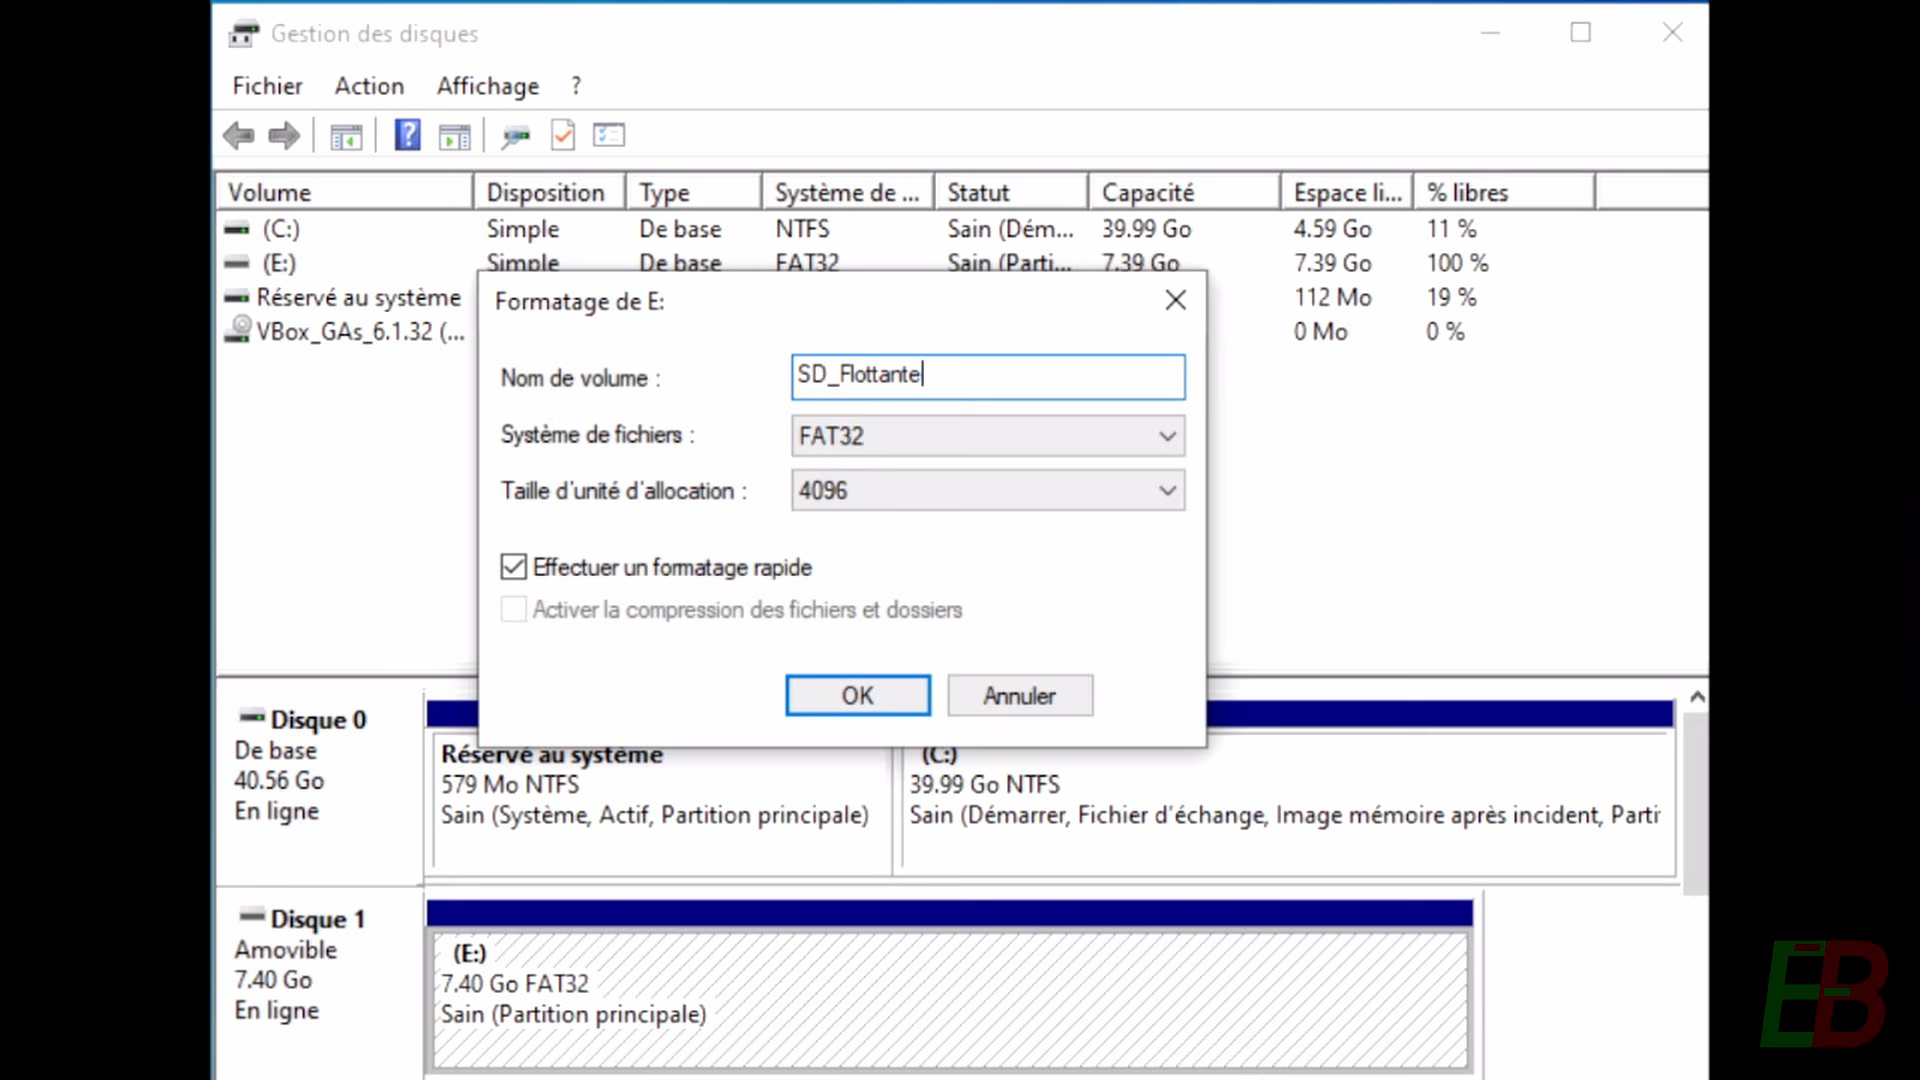 Gestion des disques
Fichier Action Affichage ?
Volume Disposition Type Système de ... Statut Capacité Espace li... % libres
(C:) Simple De base NTFS Sain (Dém... 39.99 Go 4.59 Go 11 %
(E:) Simple De base FAT32 Sain (Parti... 7.39 Go 7.39 Go 100 %
Réservé au système 112 Mo 19 %
VBox_GAs_6.1.32 (... 0 Mo 0 %
Formatage de E:
Nom de volume : SD_Flottante
Système de fichiers : FAT32
Taille d'unité d'allocation : 4096
Effectuer un formatage rapide
Activer la compression des fichiers et dossiers
OK Annuler
Disque 0
De base
40.56 Go
En ligne
Réservé au système
579 Mo NTFS
Sain (Système, Actif, Partition principale)
(C:)
39.99 Go NTFS
Sain (Démarrer, Fichier d'échange, Image mémoire après incident, Parti
Disque 1
Amovible
7.40 Go
En ligne
(E:)
7.40 Go FAT32
Sain (Partition principale)
EB